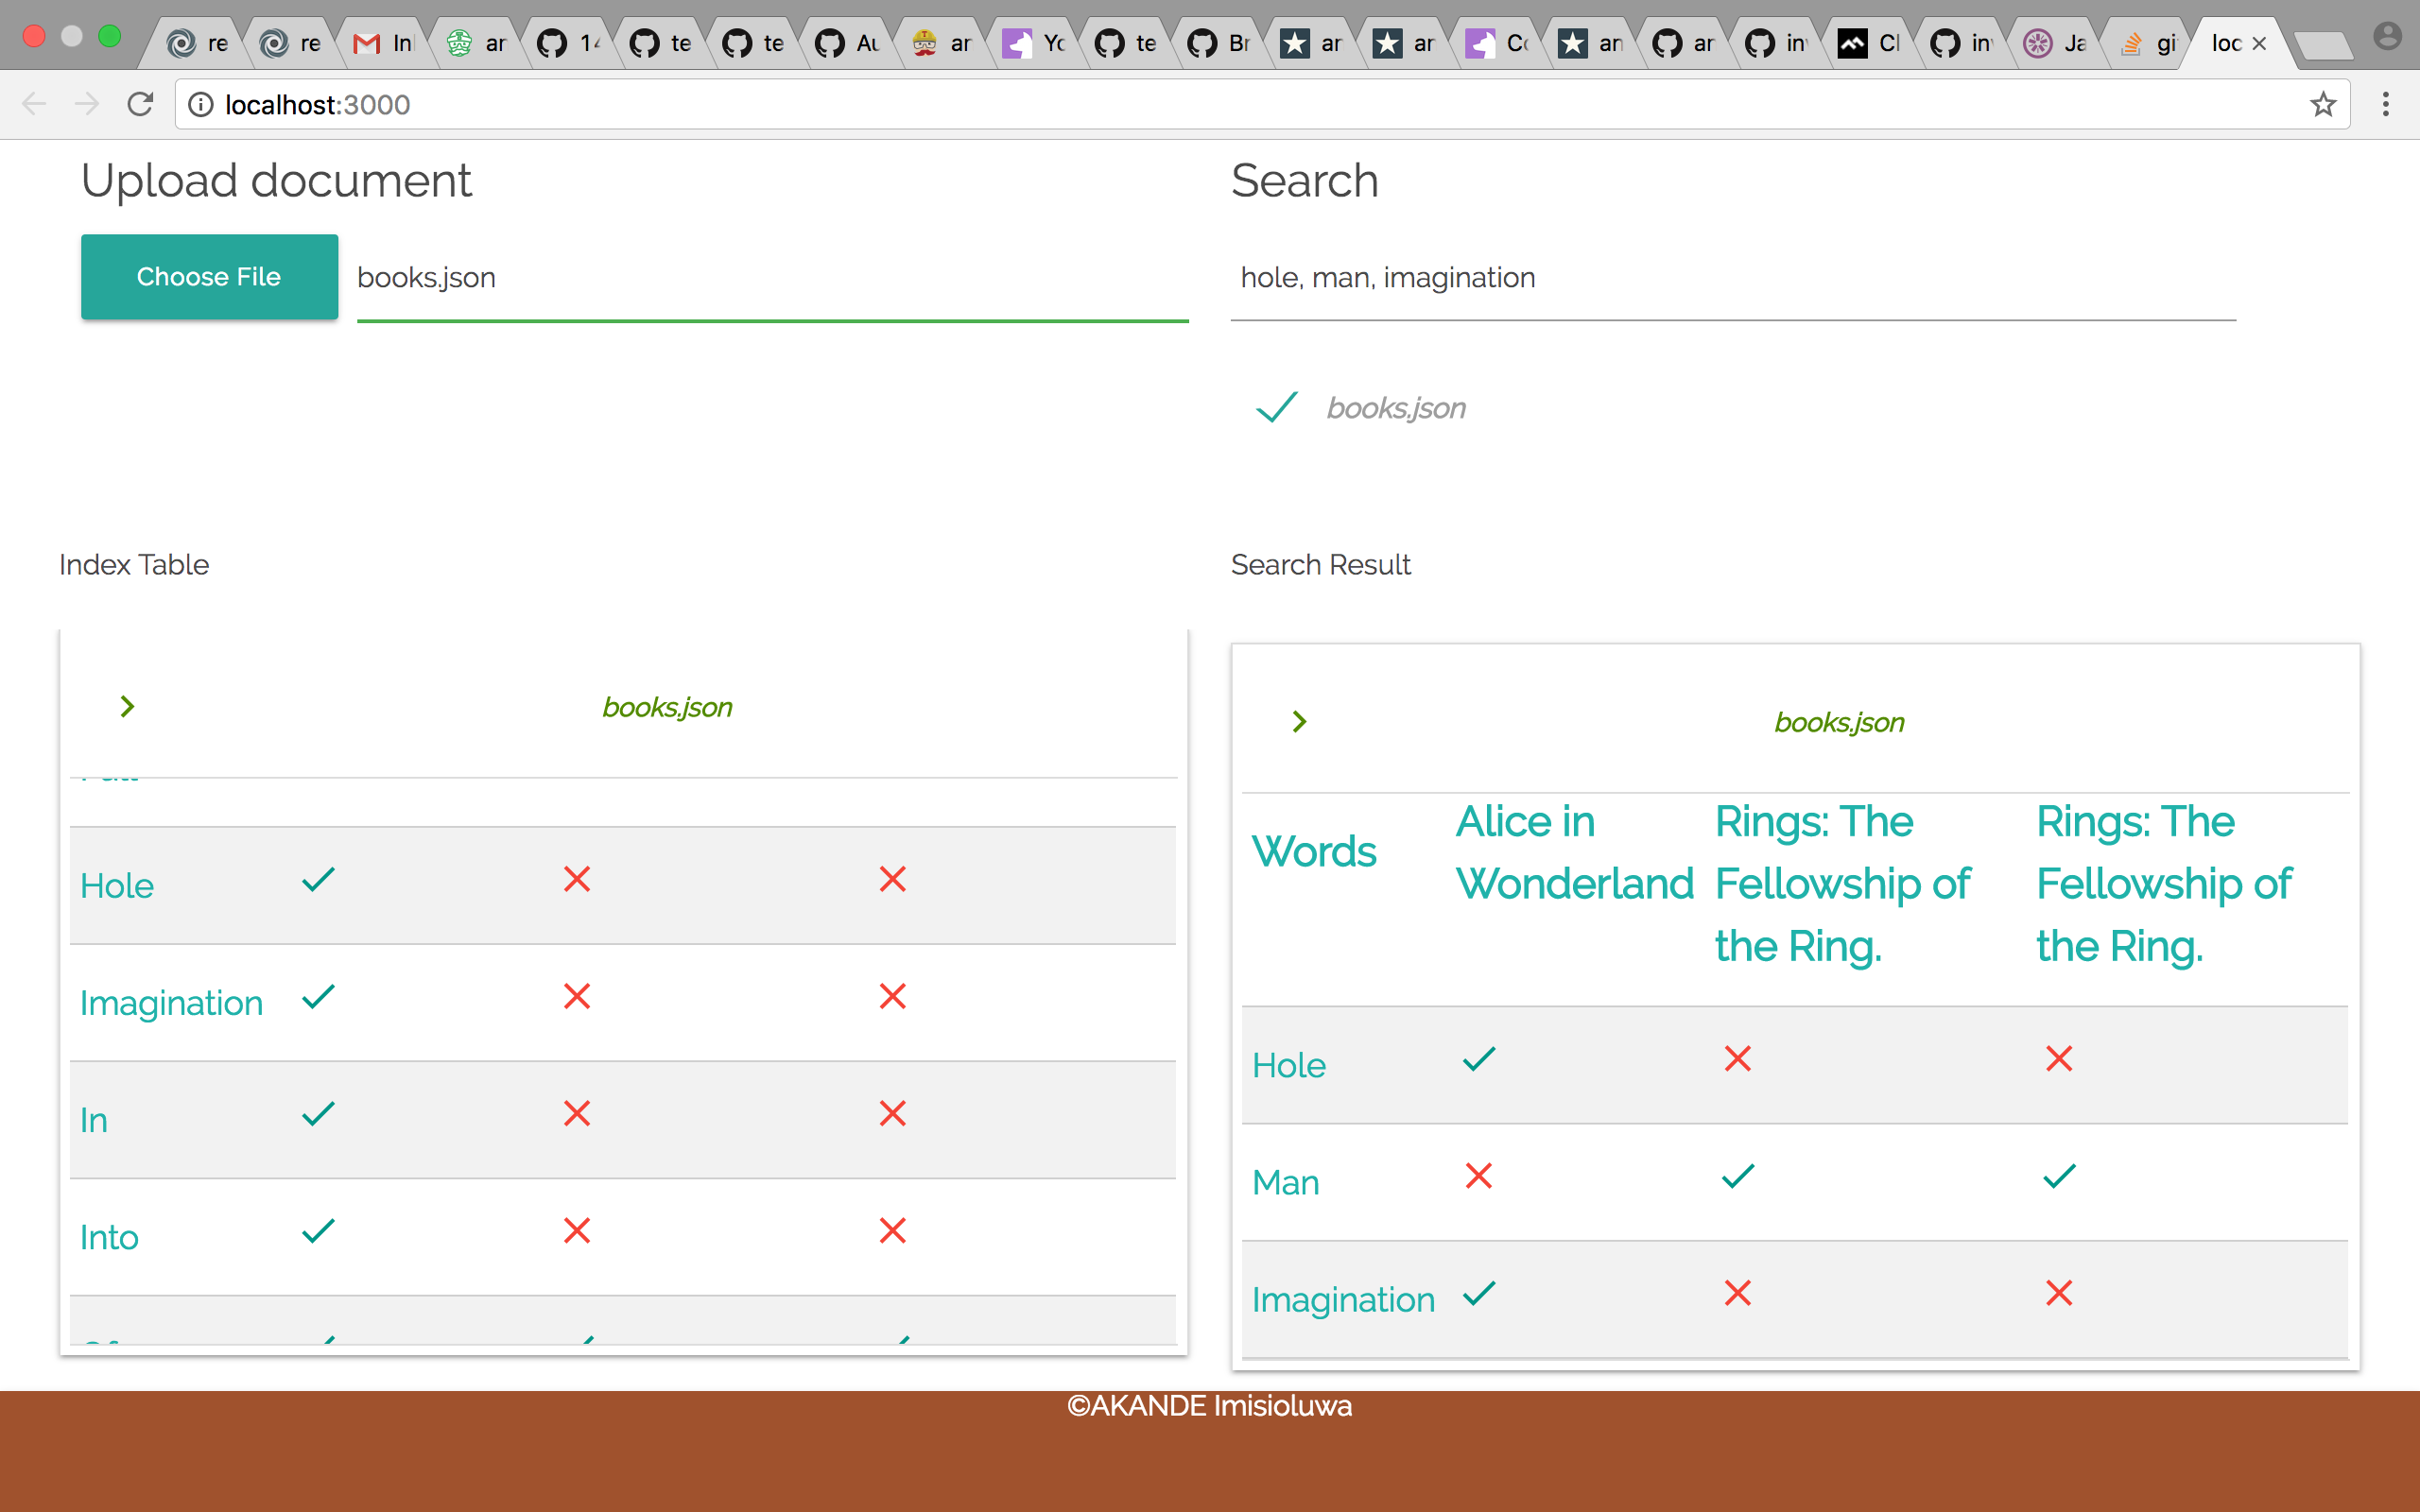 re re In ar 14 te te Au ar Yo te Br ar ar Co an ar in Cl in Ja gi loc
localhost:3000
Upload document
Search
Choose File
books.json
hole, man, imagination
books.json
Index Table
Search Result
books.json
Hole
Imagination
In
Into
Of
books.json
Words
Alice in Wonderland
Rings: The Fellowship of the Ring.
Rings: The Fellowship of the Ring.
Hole
Man
Imagination
©AKANDE Imisioluwa